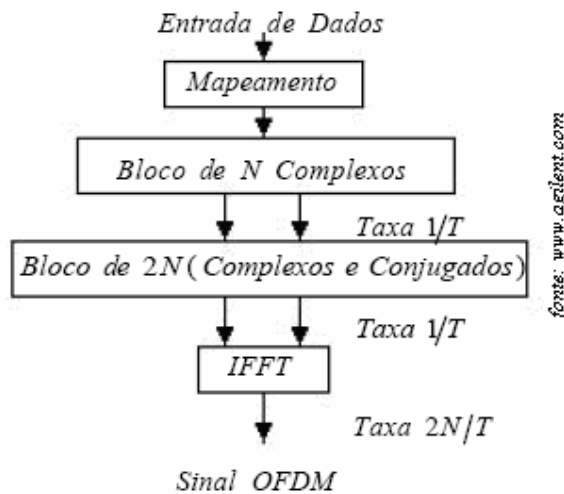 Entrada de Dados
Mapeamento
Bloco de N Complexos
Taxa 1/T
Bloco de 2N (Complexos e Conjugados)
Taxa 1/T
IFFT
Taxa 2N/T
Sinal OFDM
fonte: www.agilent.com